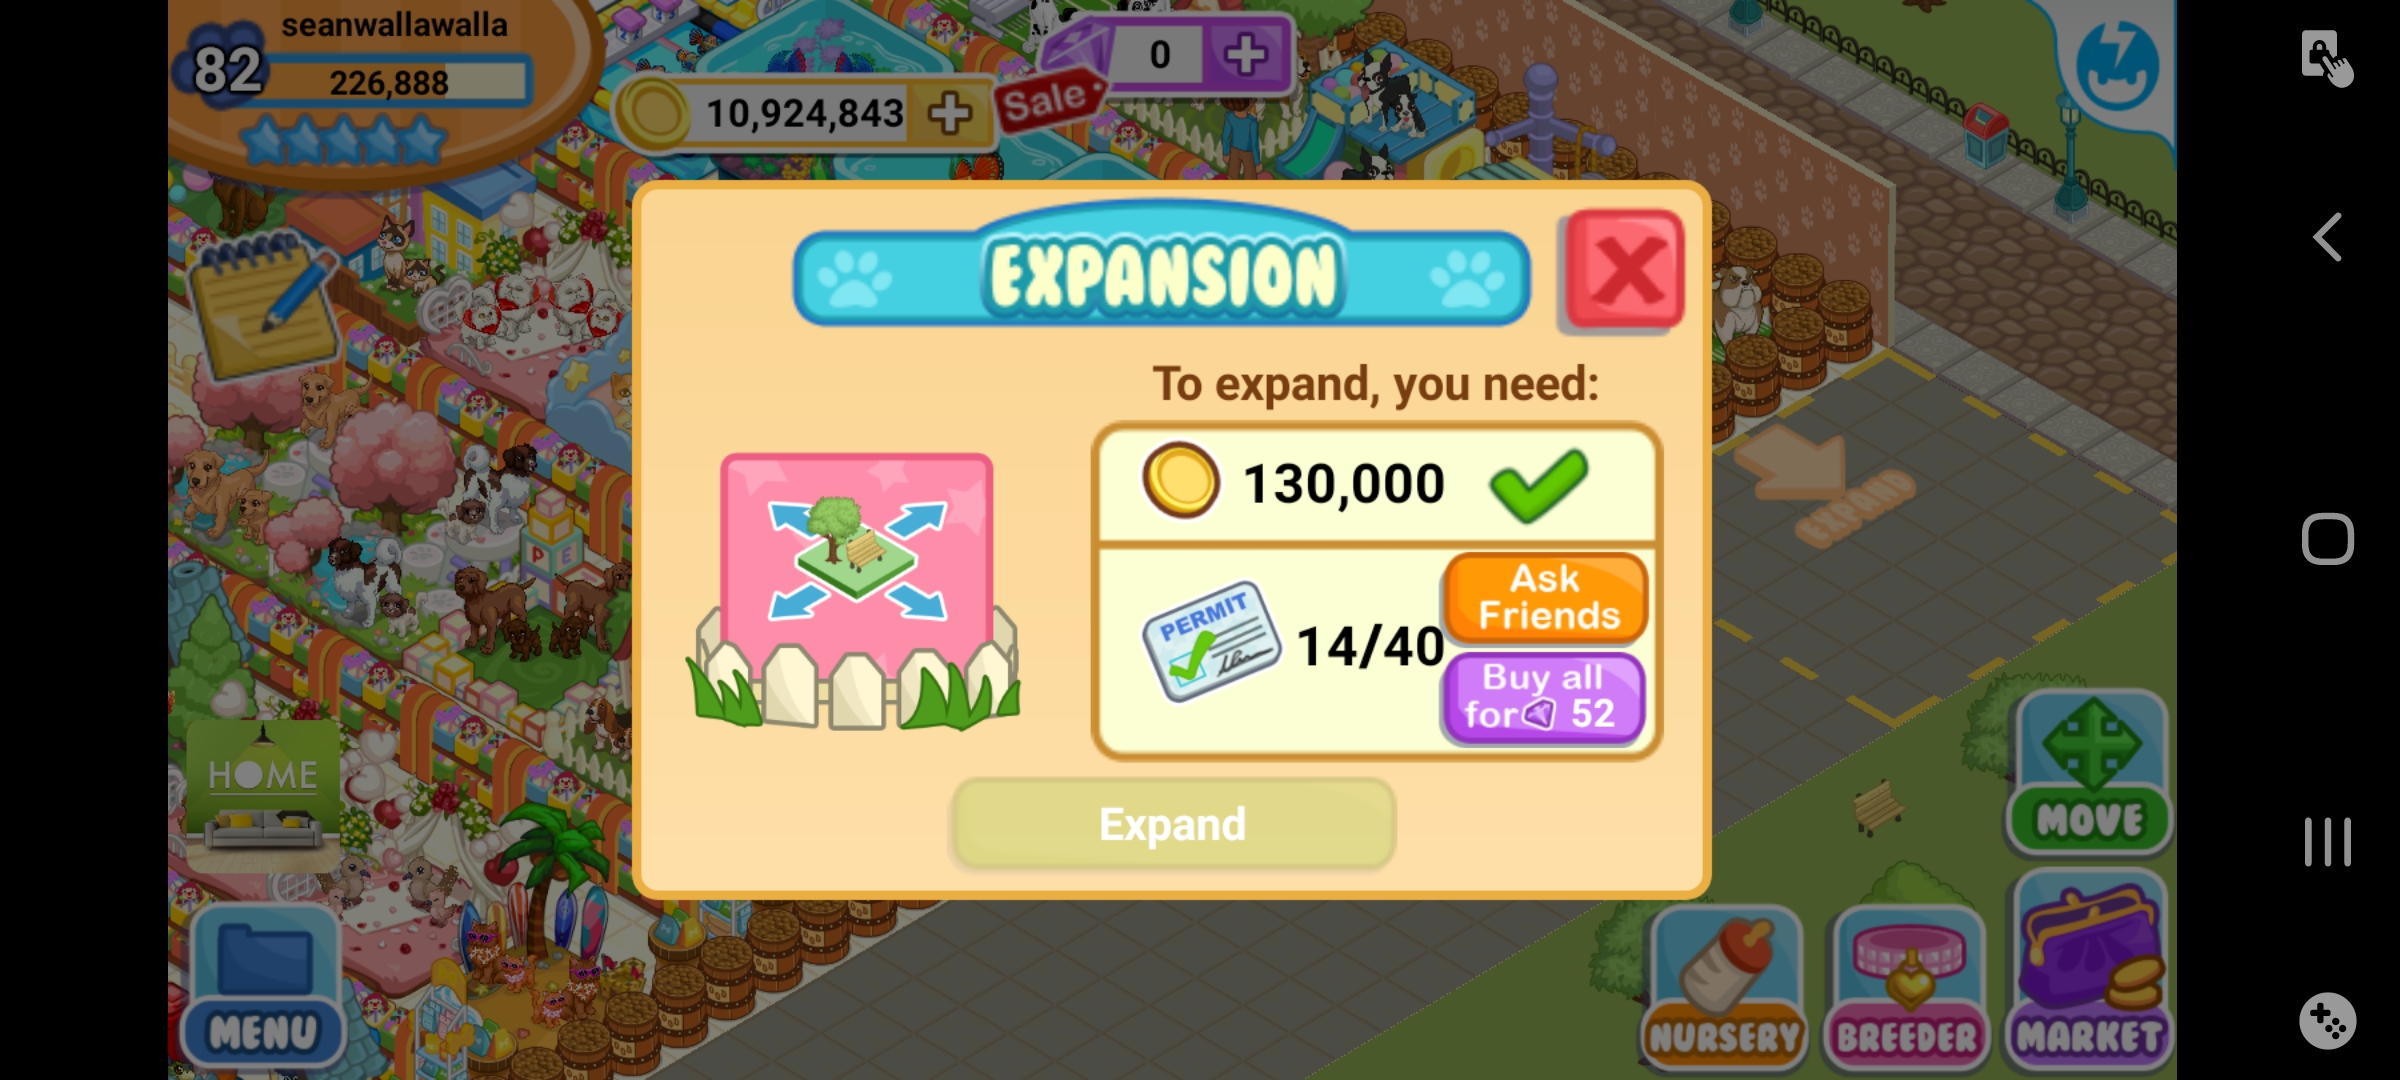 seanwallawalla
82
226,888
0
10,924,843
Sale
EXPANSION
To expand, you need:
130,000
EXPAND
PERMIT
14/40
Ask
Friends
Buy all
for 52
HOME
P E
Expand
MOVE
MENU
NURSERY
BREEDER
MARKET